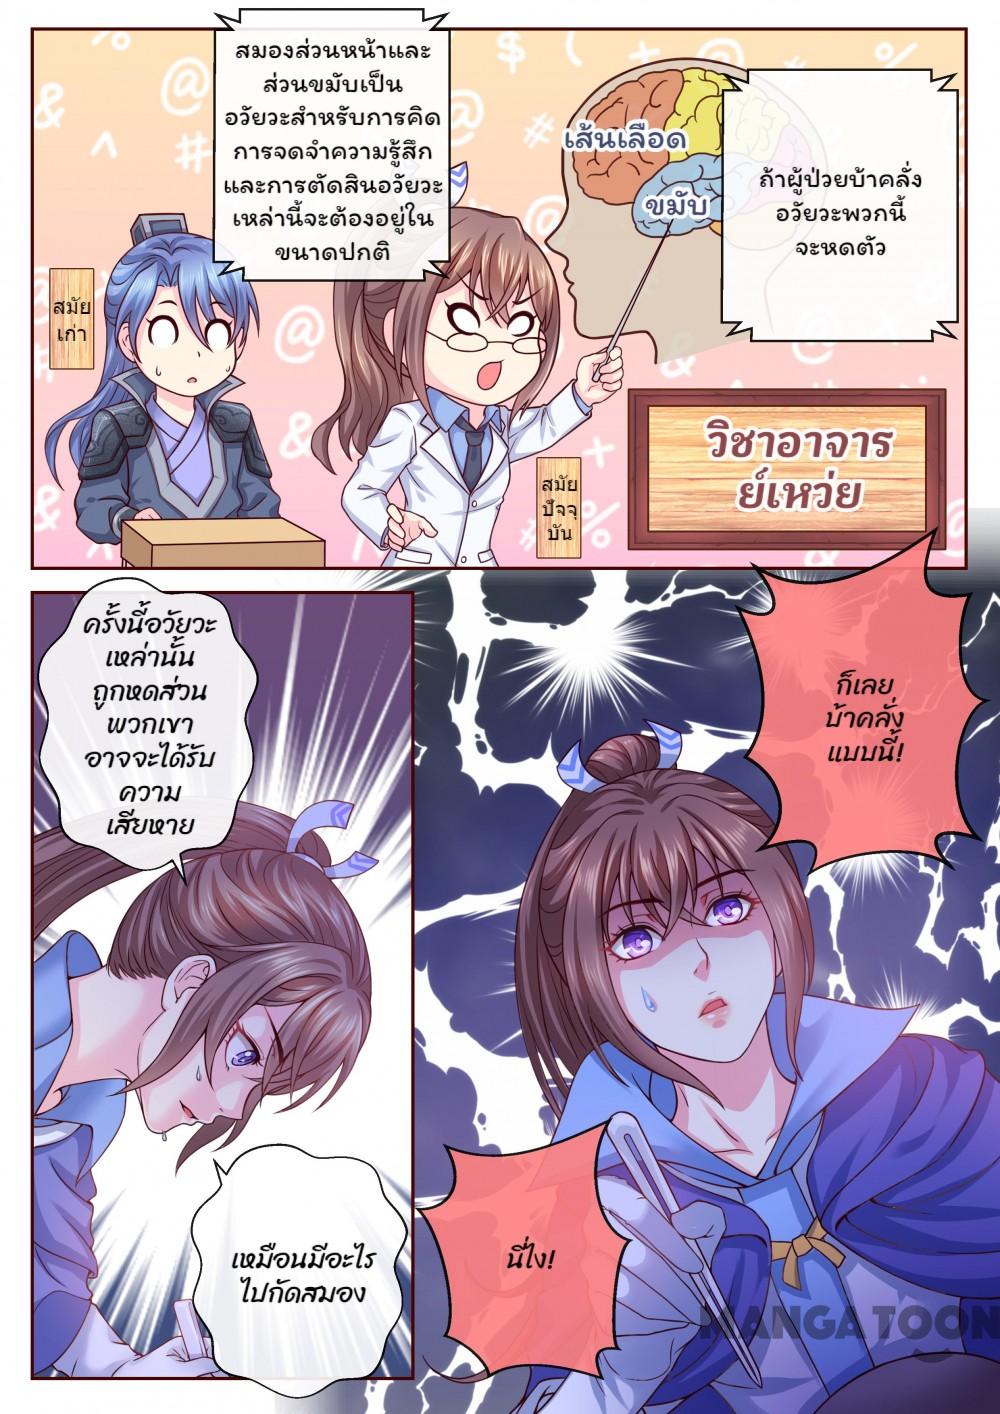 สมองส่วนหน้าและ
ส่วนขมับเป็น
อวัยวะสำหรับการคิด
การจดจำความรู้สึก
และการตัดสินอวัยวะ
เหล่านี้จะต้องอยู่ใน
ขนาดปกติ
เส้นเลือด
ขมับ
ถ้าผู้ป่วยบ้าคลั่ง
อวัยวะพวกนี้
จะหดตัว
สมัย
เก่า
สมัย
ปัจจุ
บัน
วิชาอาจาร
ย์เหว่ย
ครั้งนี้อวัยวะ
เหล่านั้น
ถูกหดส่วน
พวกเขา
อาจจะได้รับ
ความ
เสียหาย
ก็เลย
บ้าคลั่ง
แบบนี้!
เหมือนมีอะไร
ไปกัดสมอง
นี่ไง!
MANGATOON